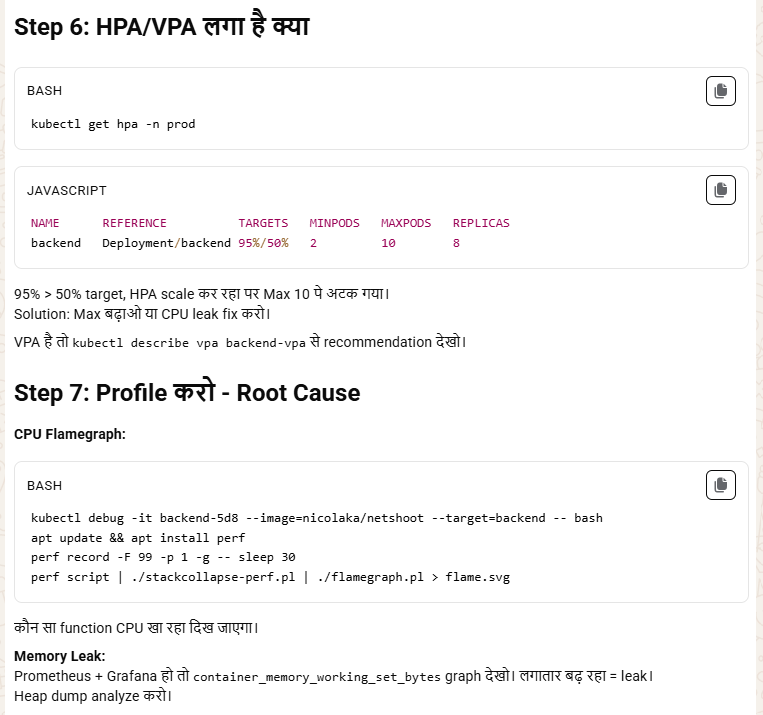 Step 6: HPA/VPA लगा है क्या
BASH
kubectl get hpa -n prod
JAVASCRIPT
NAME REFERENCE TARGETS MINPODS MAXPODS REPLICAS
backend Deployment/backend 95%/50% 2 10 8
95% > 50% target, HPA scale कर रहा पर Max 10 पे अटक गया।
Solution: Max बढ़ाओ या CPU leak fix करो।
VPA है तो kubectl describe vpa backend-vpa से recommendation देखो।
Step 7: Profile करो - Root Cause
CPU Flamegraph:
BASH
kubectl debug -it backend-5d8 --image=nicolaka/netshoot --target=backend -- bash
apt update && apt install perf
perf record -F 99 -p 1 -g -- sleep 30
perf script | ./stackcollapse-perf.pl | ./flamegraph.pl > flame.svg
कौन सा function CPU खा रहा दिख जाएगा।
Memory Leak:
Prometheus + Grafana हो तो container_memory_working_set_bytes graph देखो। लगातार बढ़ रहा = leak।
Heap dump analyze करो।